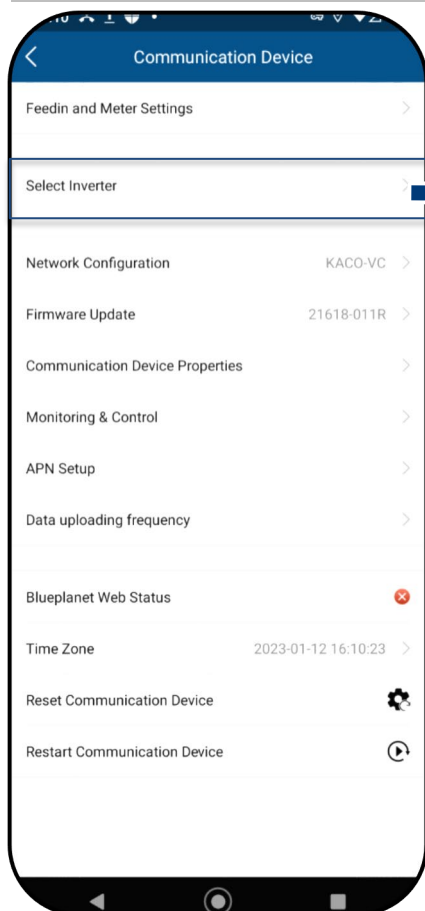 Communication Device
Feedin and Meter Settings
Select Inverter
Network Configuration KACO-VC
Firmware Update 21618-011R
Communication Device Properties
Monitoring & Control
APN Setup
Data uploading frequency
Blueplanet Web Status
Time Zone 2023-01-12 16:10:23
Reset Communication Device
Restart Communication Device